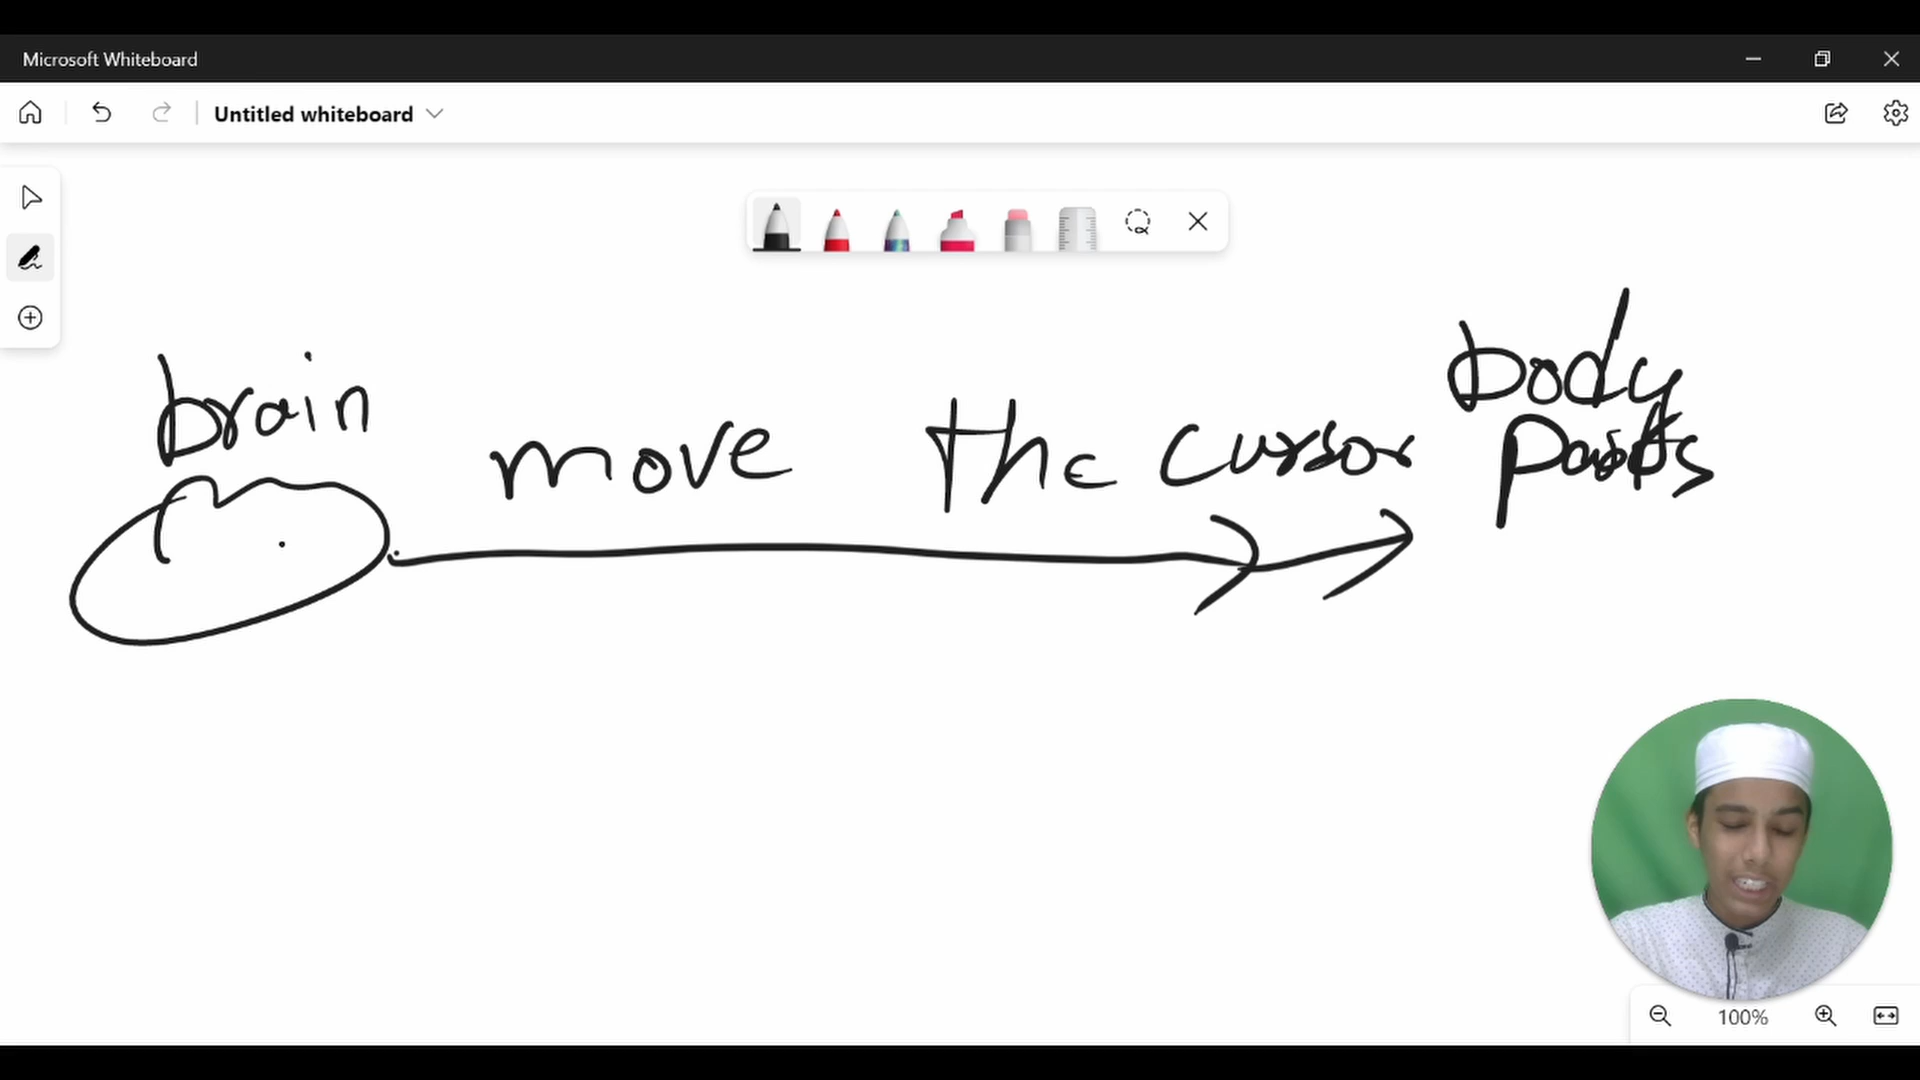 Microsoft Whiteboard
Untitled whiteboard
brain
move the cursor
body
parts
100%